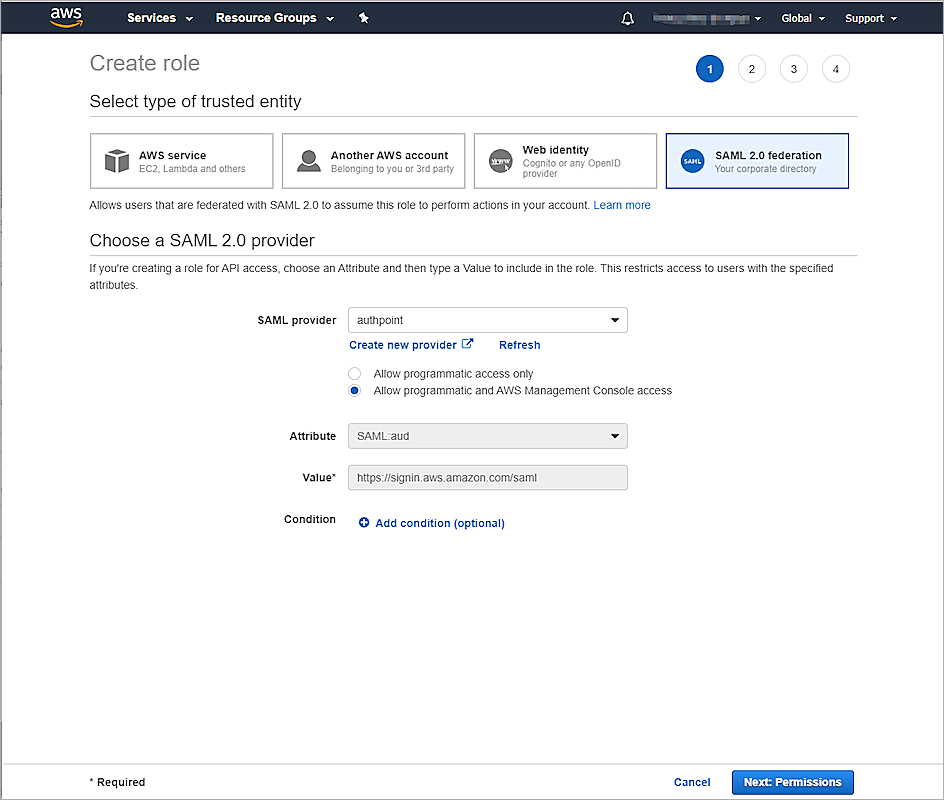 aws Services Resource Groups Global Support
Create role
1 2 3 4
Select type of trusted entity
AWS service
EC2, Lambda and others
Another AWS account
Belonging to you or 3rd party
www
Web identity
Cognito or any OpenID
provider
SAML
SAML 2.0 federation
Your corporate directory
Allows users that are federated with SAML 2.0 to assume this role to perform actions in your account. Learn more
Choose a SAML 2.0 provider
If you're creating a role for API access, choose an Attribute and then type a Value to include in the role. This restricts access to users with the specified
attributes.
SAML provider authpoint
Create new provider Refresh
Allow programmatic access only
Allow programmatic and AWS Management Console access
Attribute SAML:aud
Value* https://signin.aws.amazon.com/saml
Condition Add condition (optional)
* Required Cancel Next: Permissions